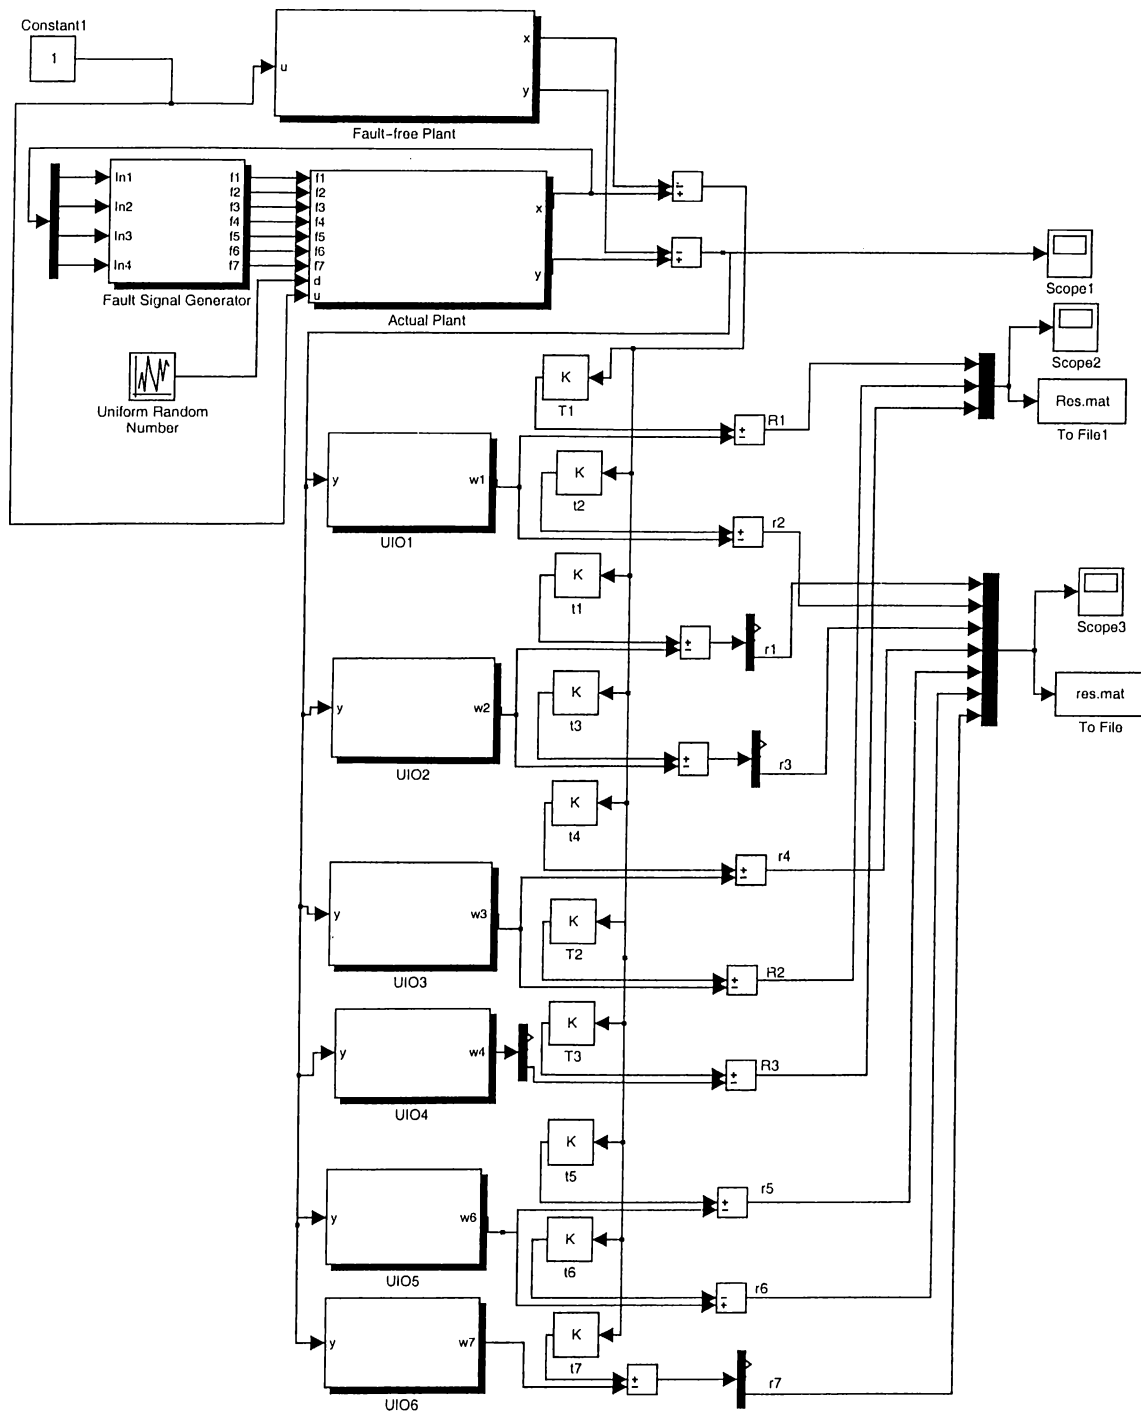 Constant1
1
u
x
y
Fault-free Plant
In1
In2
In3
In4
f1
f2
f3
f4
f5
f6
f7
Fault Signal Generator
f1
f2
f3
f4
f5
f6
f7
d
u
x
y
Actual Plant
- +
- +
Scope1
Scope2
Res.mat
To File1
Uniform Random
Number
K
T1
+ -
R1
y
w1
UIO1
K
t2
+ -
r2
K
t1
+ -
r1
Scope3
res.mat
To File
y
w2
UIO2
K
t3
+ -
r3
K
t4
+ -
r4
y
w3
UIO3
K
T2
+ -
R2
y
w4
UIO4
K
T3
+ -
R3
K
t5
+ -
r5
y
w6
UIO5
K
t6
- +
r6
y
w7
UIO6
K
t7
+ -
r7